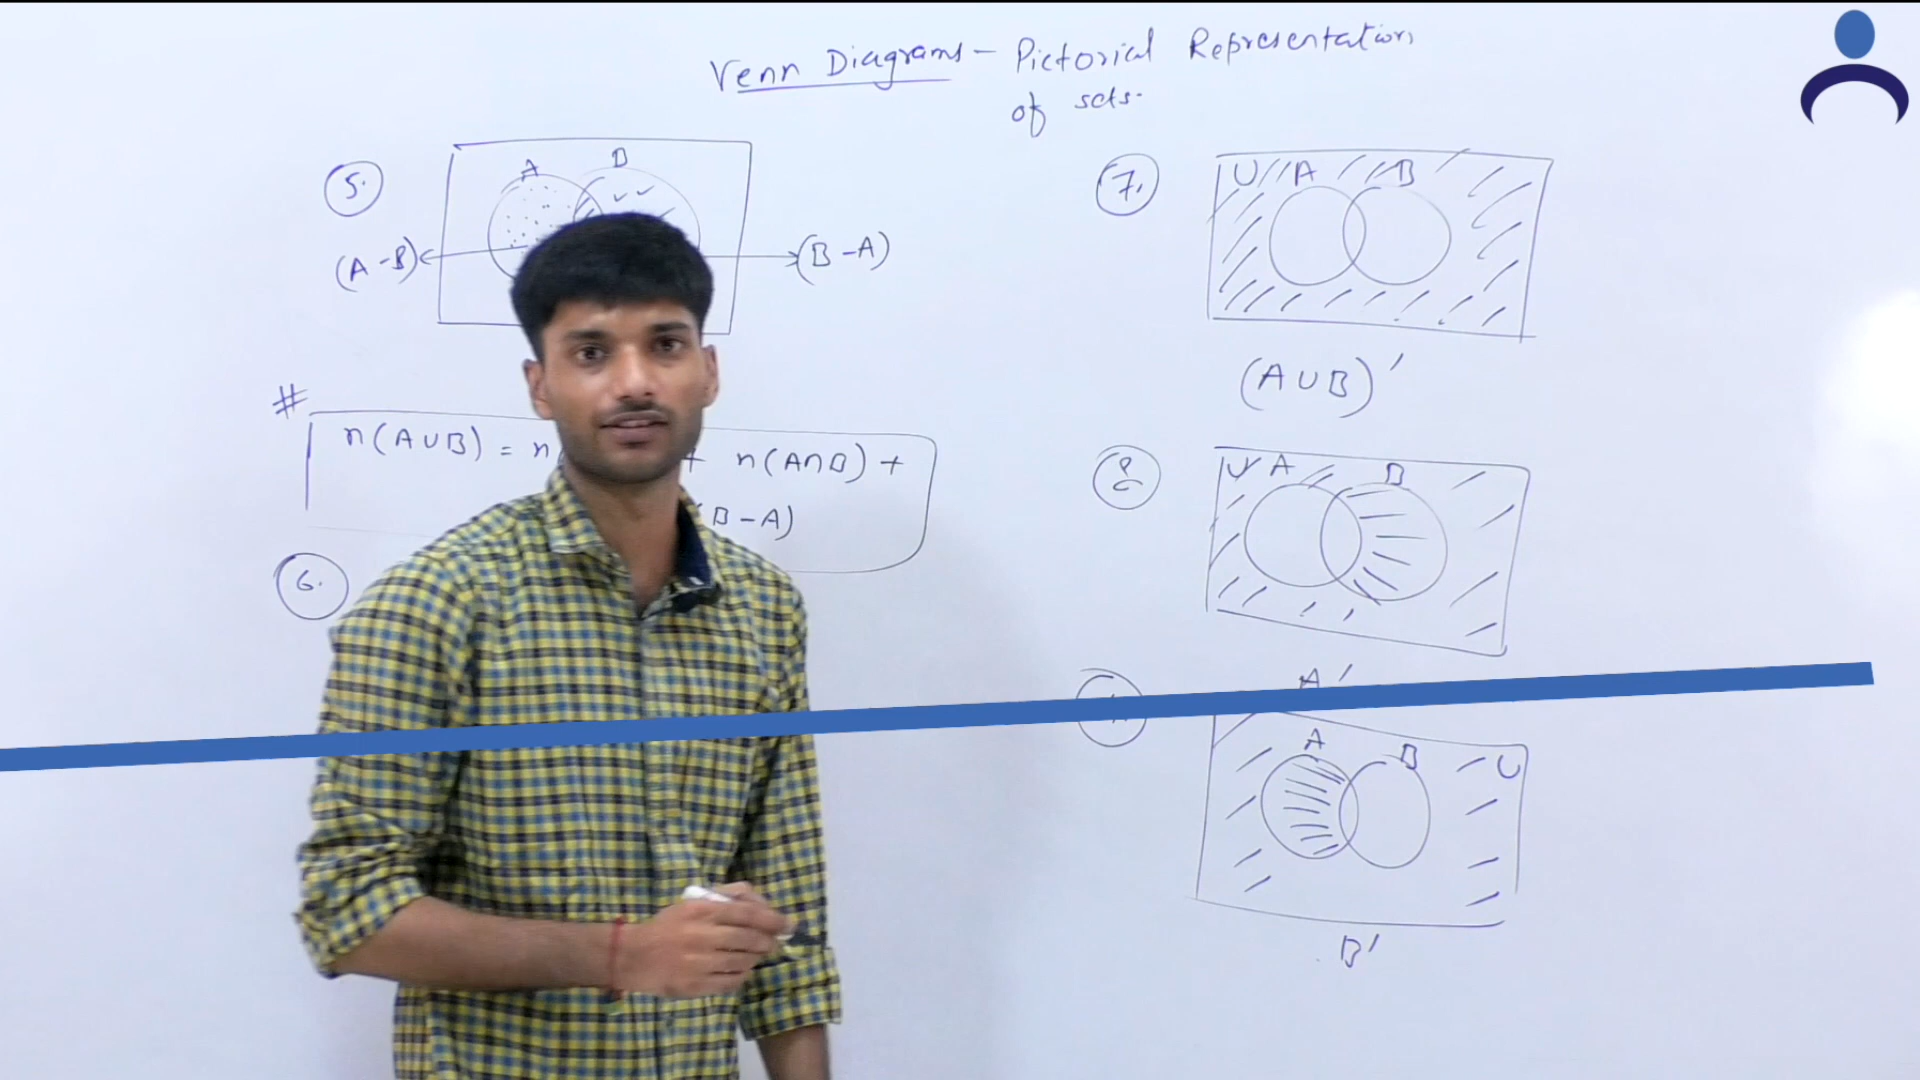 Venn Diagrams - Pictorial Representation
of sets.
5.
A B
(A - B) (B - A)
#
n(A∪B) = n + n(A∩B) +
(B - A)
6.
7.
U A B
(A∪B)'
8
U A B
A'
A B U
B'